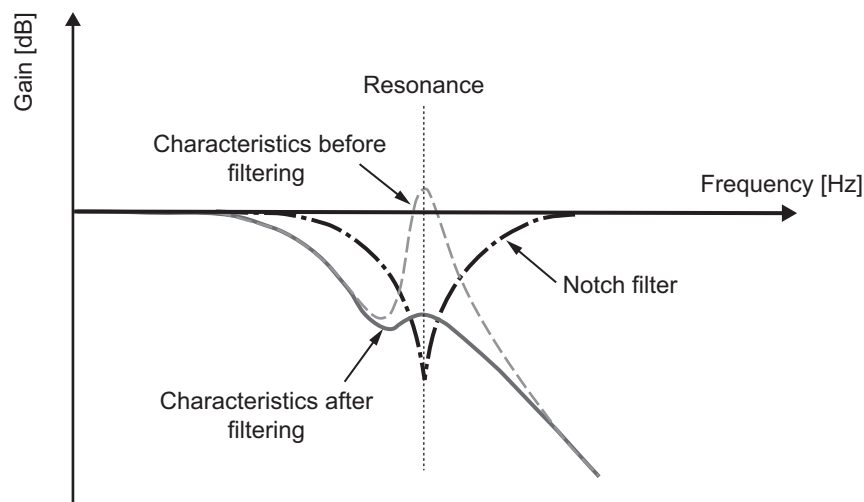 Gain [dB]
Resonance
Characteristics before
filtering
Frequency [Hz]
Notch filter
Characteristics after
filtering